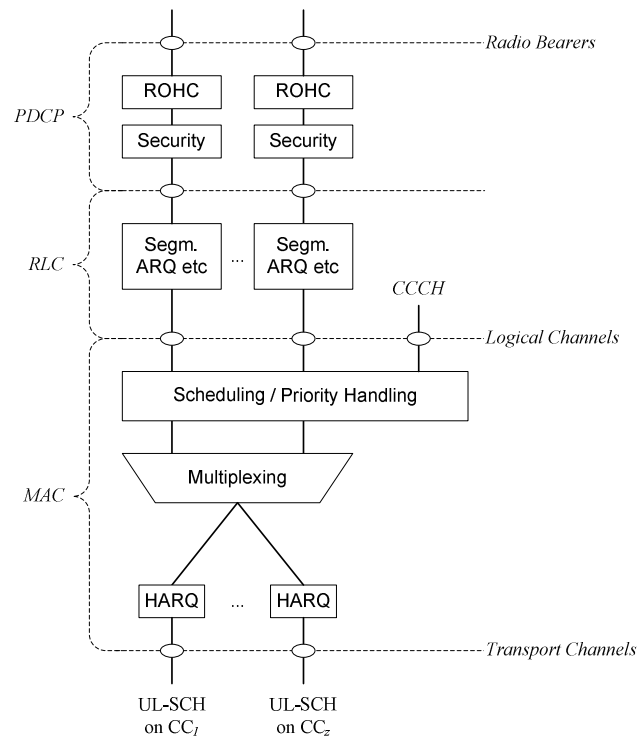 Radio Bearers
ROHC
ROHC
PDCP
Security
Security
Segm.
ARQ etc
...
Segm.
ARQ etc
RLC
CCCH
Logical Channels
Scheduling / Priority Handling
Multiplexing
MAC
HARQ
...
HARQ
Transport Channels
UL-SCH
on CC1
UL-SCH
on CCz